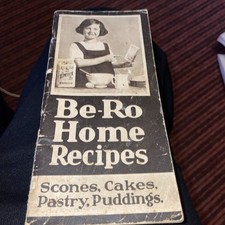 Be-Ro
Home
Recipes
Scones, Cakes.
Pastry, Puddings.